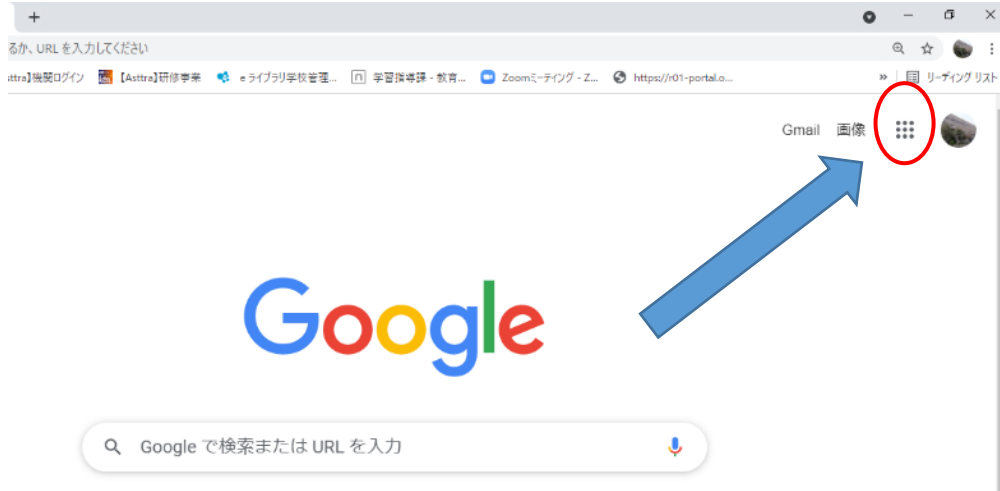 るか、URL を入力してください
ttra】機関ログイン 【Asttra】研修事業 e ライブラリ学校管理... 学習指導課 - 教育... Zoomミーティング - Z... https://r01-portal.o... » リーディング リスト
Gmail 画像
Google
Google で検索または URL を入力